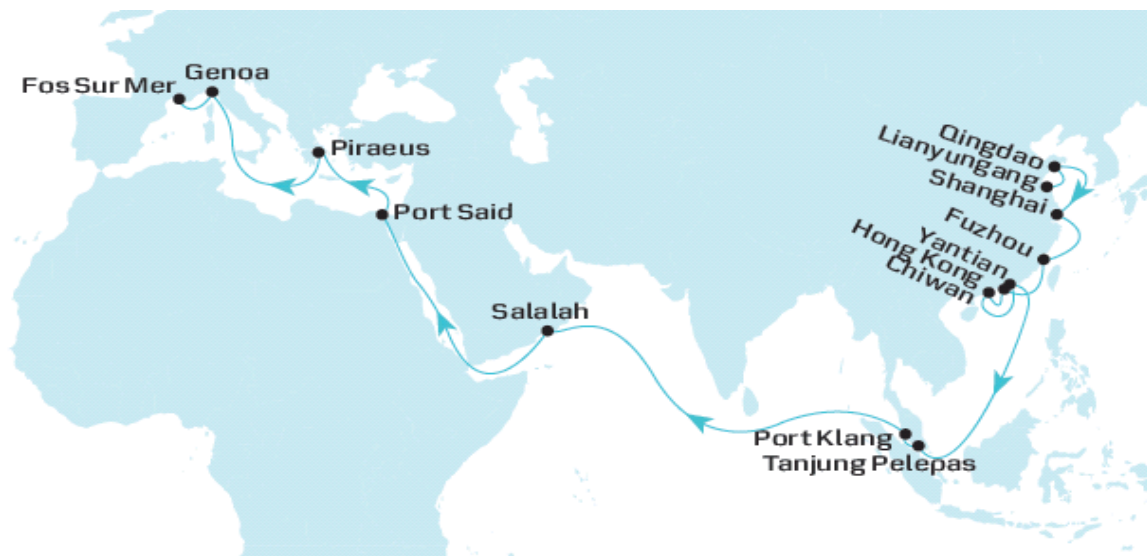 Genoa
Fos Sur Mer
Piraeus
Port Said
Salalah
Qingdao
Lianyungang
Shanghai
Fuzhou
Yantian
Hong Kong
Chiwan
Port Klang
Tanjung Pelepas